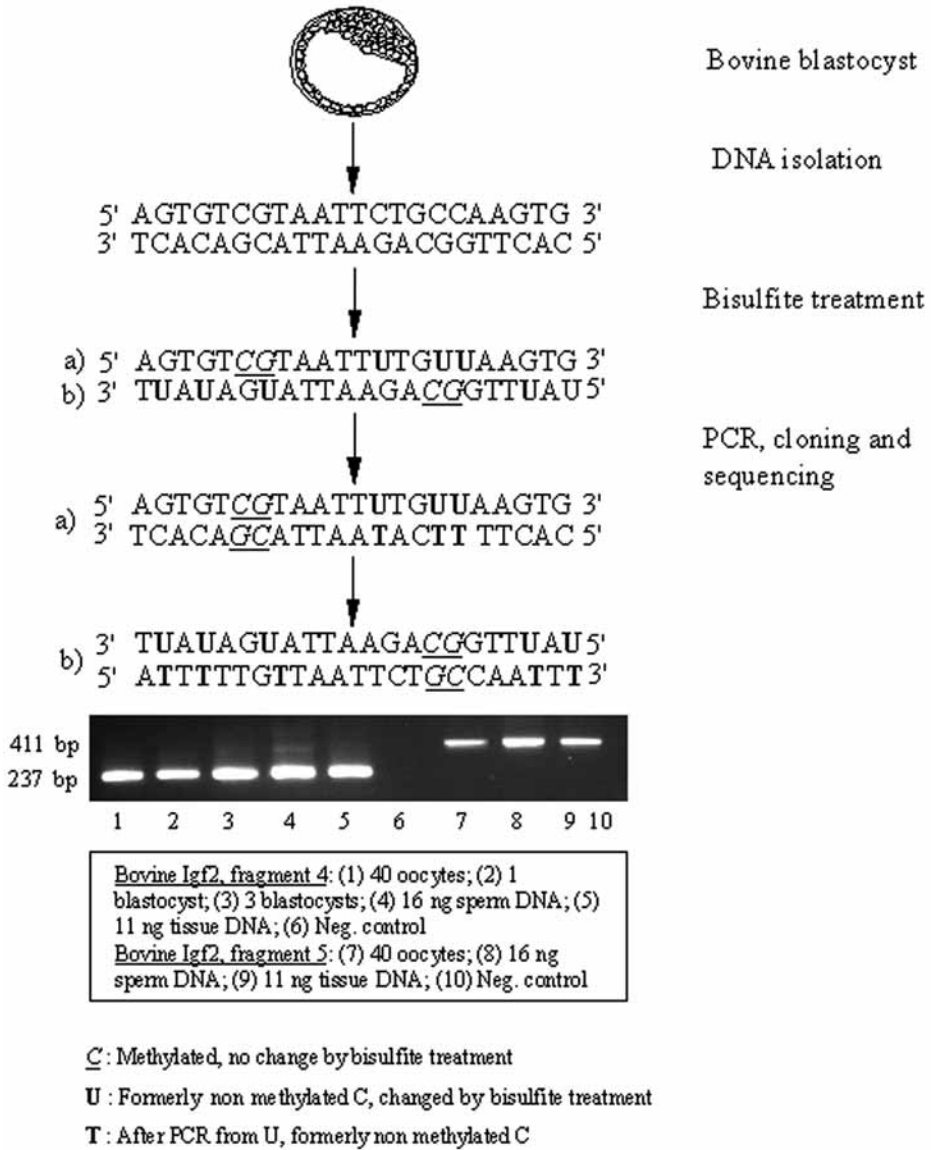 Bovine blastocyst
DNA isolation
5' AGTGTCGTAATTCTGCCAAGTG 3'
3' TCACAGCATTAAGACGGTTCAC 5'
Bisulfite treatment
a) 5' AGTGTCGTAATTUTGUUAAGTG 3'
b) 3' TUAUAGUATTAAGACGGTTUAU 5'
PCR, cloning and
sequencing
a)
5' AGTGTCGTAATTUTGUUAAGTG 3'
3' TCACAGCATTAATACTT TTCAC 5'
b)
3' TUAUAGUATTAAGACGGTTUAU 5'
5' ATTTTTGTTAATTCTGCCAATTT 3'
411 bp
237 bp
1 2 3 4 5 6 7 8 9 10
Bovine Igf2, fragment 4: (1) 40 oocytes; (2) 1
blastocyst; (3) 3 blastocysts; (4) 16 ng sperm DNA; (5)
11 ng tissue DNA; (6) Neg. control
Bovine Igf2, fragment 5: (7) 40 oocytes; (8) 16 ng
sperm DNA; (9) 11 ng tissue DNA; (10) Neg. control
C : Methylated, no change by bisulfite treatment
U : Formerly non methylated C, changed by bisulfite treatment
T : After PCR from U, formerly non methylated C